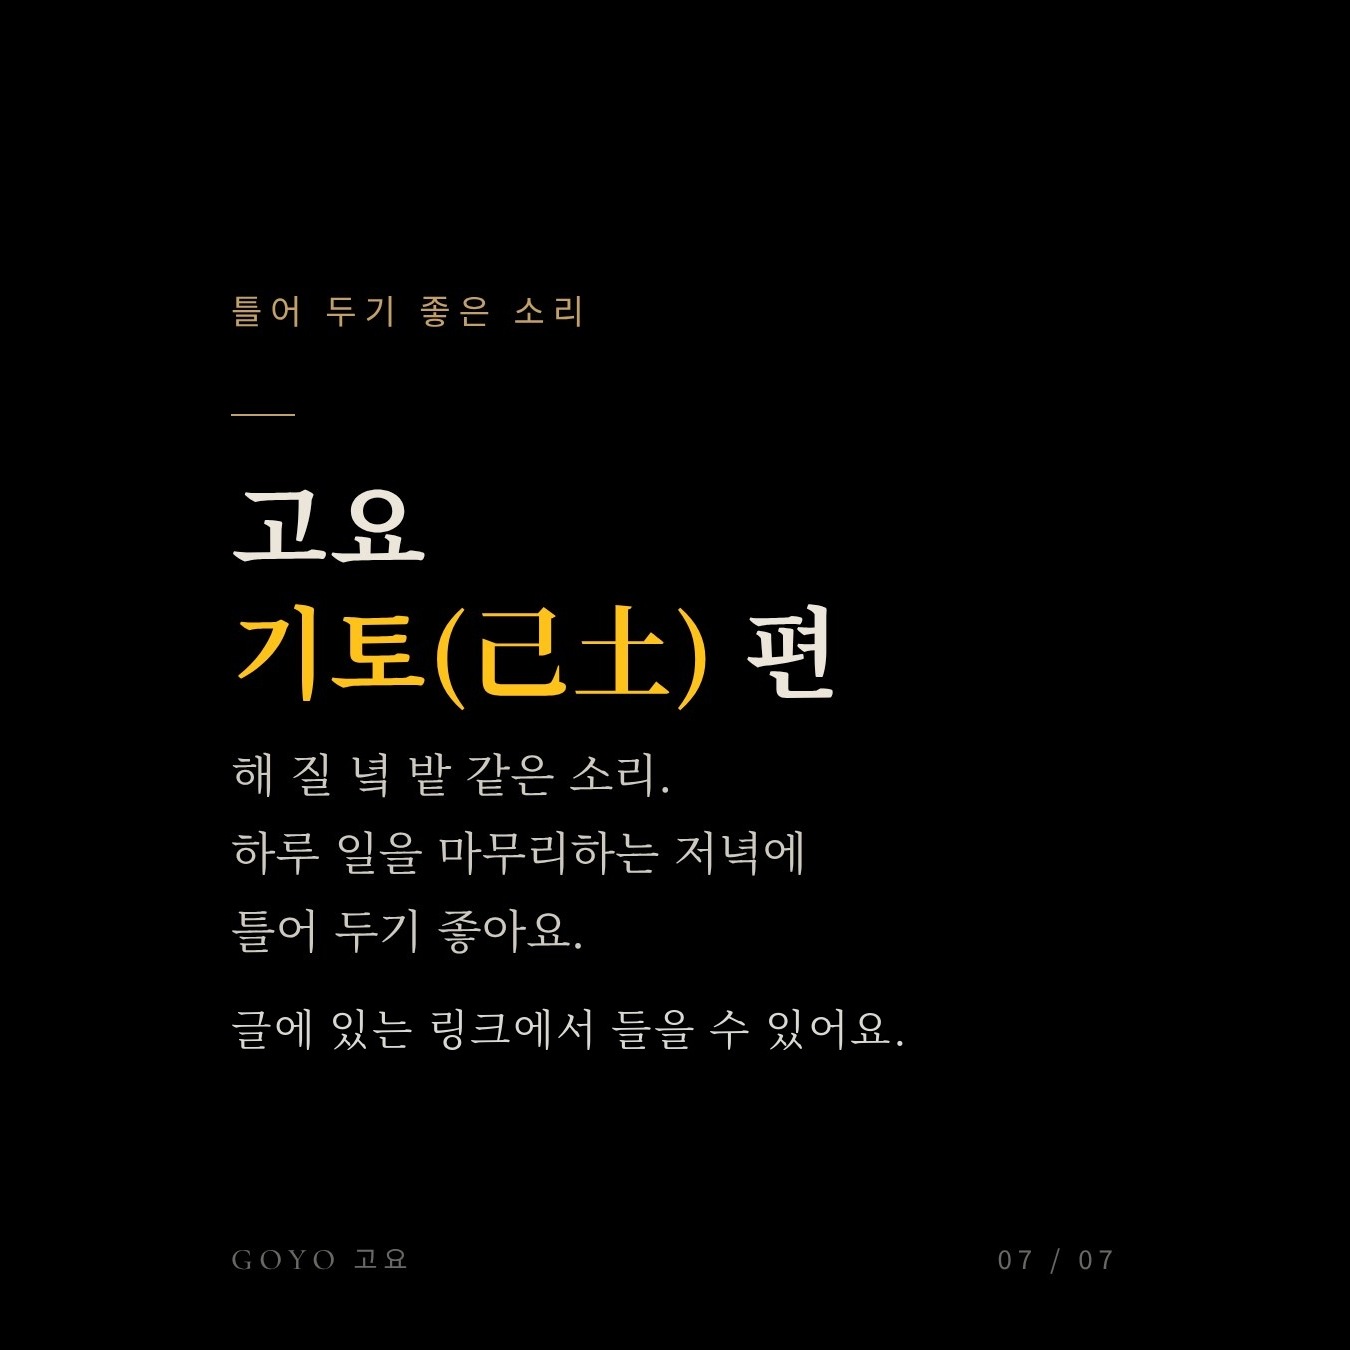 틀어 두기 좋은 소리
고요
기토(己土) 편
해 질 녘 밭 같은 소리.
하루 일을 마무리하는 저녁에
틀어 두기 좋아요.
글에 있는 링크에서 들을 수 있어요.
GOYO 고요
07 / 07